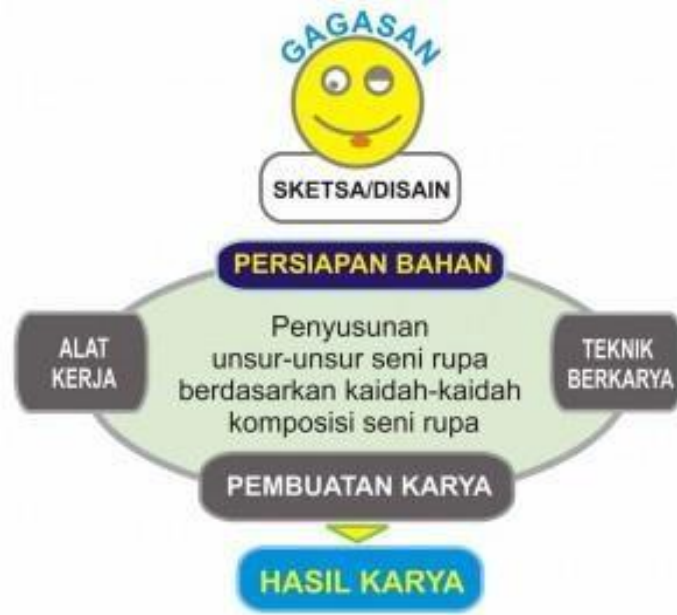 GAGASAN
SKETSA/DISAIN
PERSIAPAN BAHAN
ALAT
KERJA
Penyusunan
unsur-unsur seni rupa
berdasarkan kaidah-kaidah
komposisi seni rupa
TEKNIK
BERKARYA
PEMBUATAN KARYA
HASIL KARYA